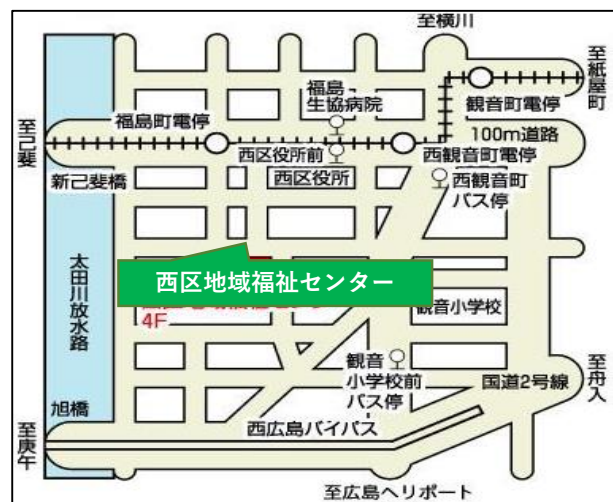 至横川
至紙屋町
福島
生協病院
観音町電停
福島町電停
100m道路
至己斐
西区役所前
西観音町電停
西区役所
新己斐橋
西観音町
バス停
太田川放水路
西区地域福祉センター
4F
観音小学校
観音
小学校前
バス停
国道2号線
至舟入
旭橋
西広島バイパス
至庚午
至広島ヘリポート